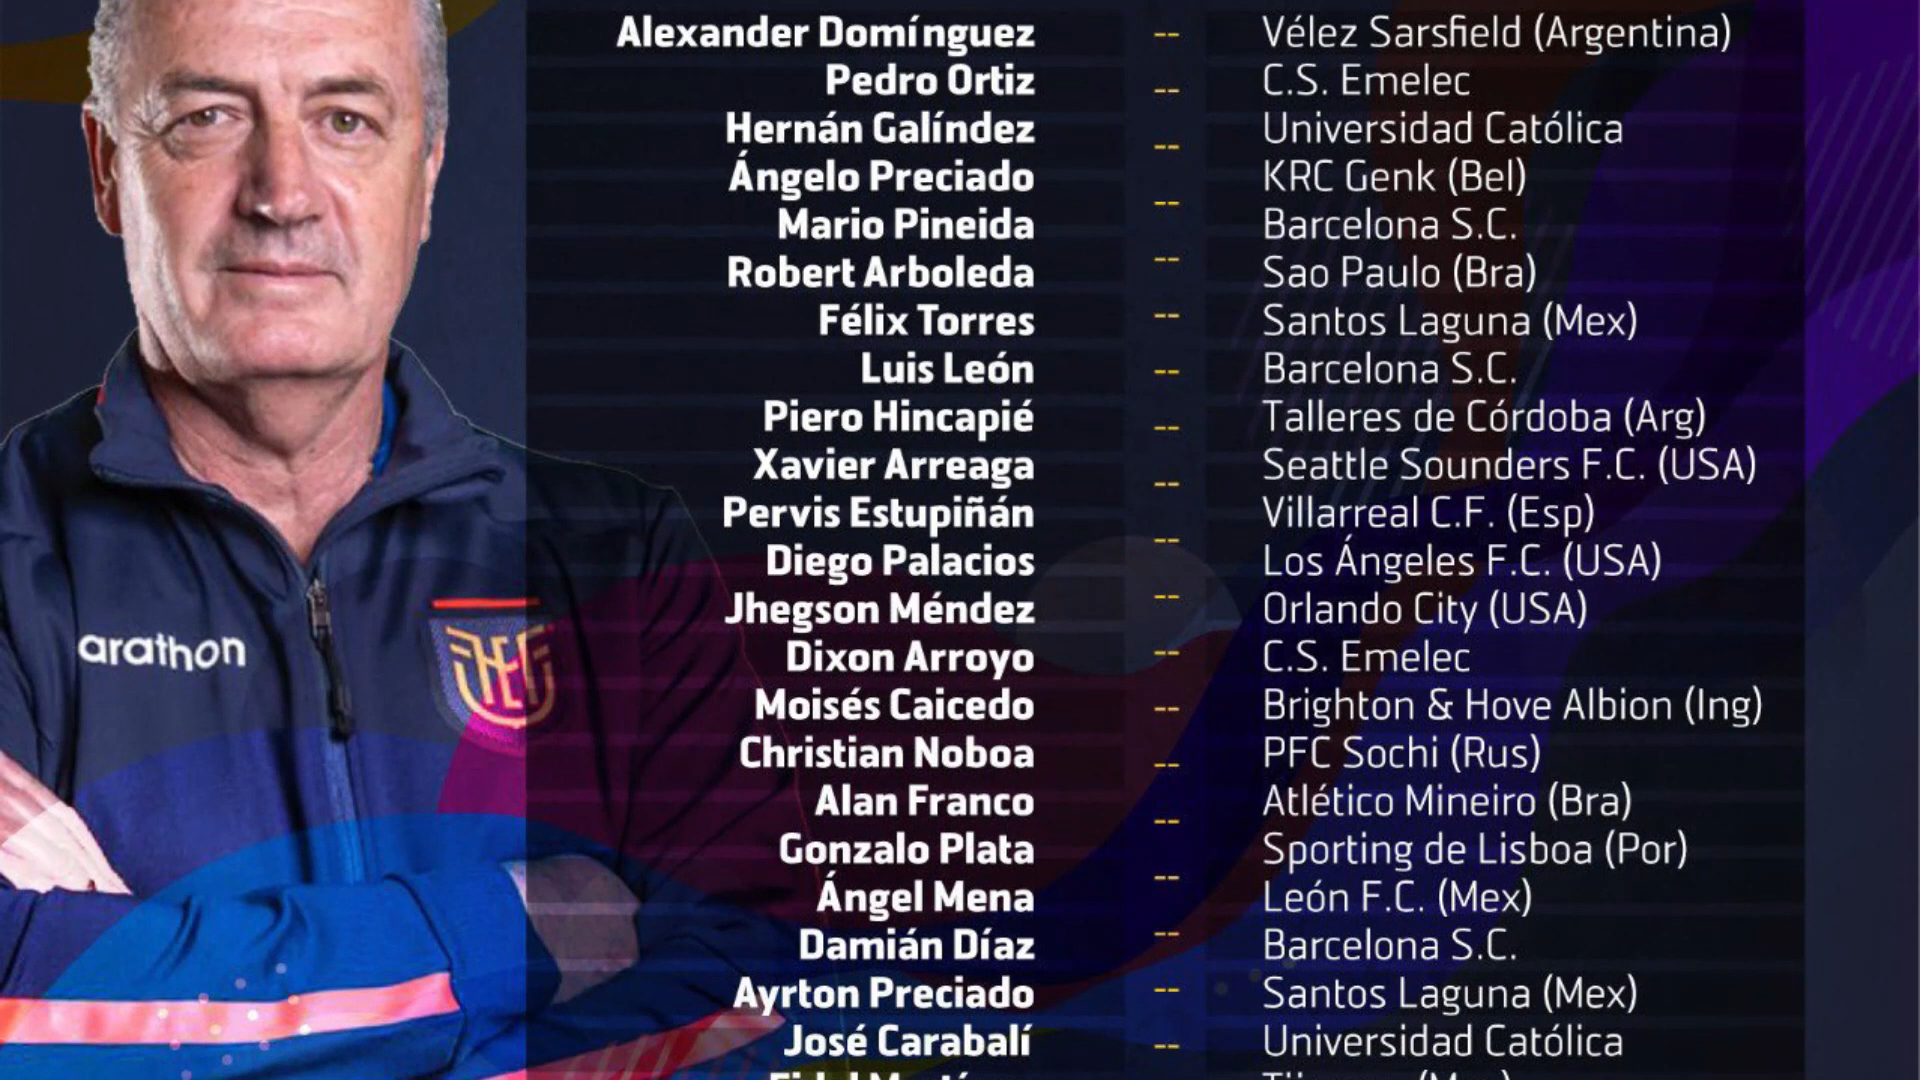 Alexander Domínguez -- Vélez Sarsfield (Argentina)
Pedro Ortiz -- C.S. Emelec
Hernán Galíndez -- Universidad Católica
Ángelo Preciado -- KRC Genk (Bel)
Mario Pineida -- Barcelona S.C.
Robert Arboleda -- Sao Paulo (Bra)
Félix Torres -- Santos Laguna (Mex)
Luis León -- Barcelona S.C.
Piero Hincapié -- Talleres de Córdoba (Arg)
Xavier Arreaga -- Seattle Sounders F.C. (USA)
Pervis Estupiñán -- Villarreal C.F. (Esp)
Diego Palacios -- Los Ángeles F.C. (USA)
Jhegson Méndez -- Orlando City (USA)
Dixon Arroyo -- C.S. Emelec
Moisés Caicedo -- Brighton & Hove Albion (Ing)
Christian Noboa -- PFC Sochi (Rus)
Alan Franco -- Atlético Mineiro (Bra)
Gonzalo Plata -- Sporting de Lisboa (Por)
Ángel Mena -- León F.C. (Mex)
Damián Díaz -- Barcelona S.C.
Ayrton Preciado -- Santos Laguna (Mex)
José Carabalí -- Universidad Católica
arathon
FEF